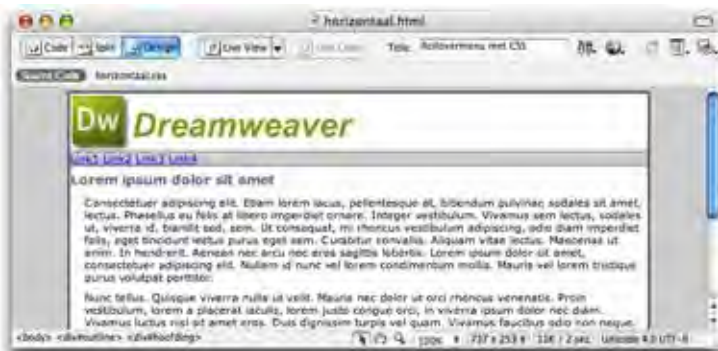 horizontaal.html
Code Split Design Live View Live Code Title: Rollovermenu met CSS
Source Code horizontaal.css
Dw Dreamweaver
Link1 Link2 Link3 Link4
Lorem ipsum dolor sit amet
Consectetuer adipiscing elit. Etiam lorem lacus, pellentesque at, bibendum pulvinar, sodales sit amet,
lectus. Phasellus eu felis at libero imperdiet ornare. Integer vestibulum. Vivamus sem lectus, sodales
ut, viverra id, blandit sed, sem. Ut consequat, mi rhoncus vestibulum adipiscing, odio diam imperdiet
felis, eget tincidunt lectus purus eget sem. Curabitur convallis. Aliquam vitae lectus. Maecenas ut
enim. In hendrerit. Aenean nec arcu nec eros sagittis lobortis. Lorem ipsum dolor sit amet,
consectetuer adipiscing elit. Nullam id nunc vel lorem condimentum mollis. Mauris vel lorem tristique
purus volutpat porttitor.
Nunc tellus. Quisque viverra nulla ut velit. Mauris nec dolor ut orci rhoncus venenatis. Proin
vestibulum, lorem a placerat iaculis, lorem justo congue orci, in viverra ipsum dolor nec diam.
Vivamus luctus nisl sit amet eros. Duis dignissim turpis vel quam. Vivamus faucibus odio non neque.
<body> <div#outline> <div#hoofding> 100% 737 x 253 11K / 2 sec Unicode 4.0 UTF-8